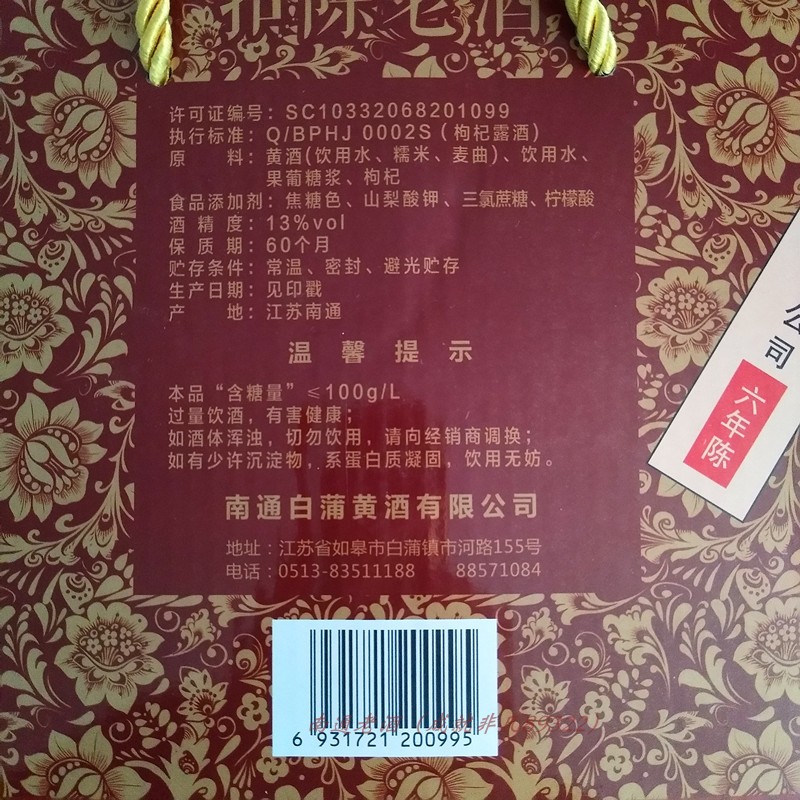 陈老酒
许可证编号：SC10332068201099
执行标准：Q/BPHJ 0002S（枸杞露酒）
原　　料：黄酒（饮用水、糯米、麦曲）、饮用水、
果葡糖浆、枸杞
食品添加剂：焦糖色、山梨酸钾、三氯蔗糖、柠檬酸
酒 精 度：13%vol
保 质 期：60个月
贮存条件：常温、密封、避光贮存
生产日期：见印戳
产　　地：江苏南通
温馨提示
本品“含糖量”≤100g/L
过量饮酒，有害健康；
如酒体浑浊，切勿饮用，请向经销商调换；
如有少许沉淀物，系蛋白质凝固，饮用无妨。
南通白蒲黄酒有限公司
地址：江苏省如皋市白蒲镇市河路155号
电话：0513-83511188　88571084
公司
六年陈
6 931721 200995